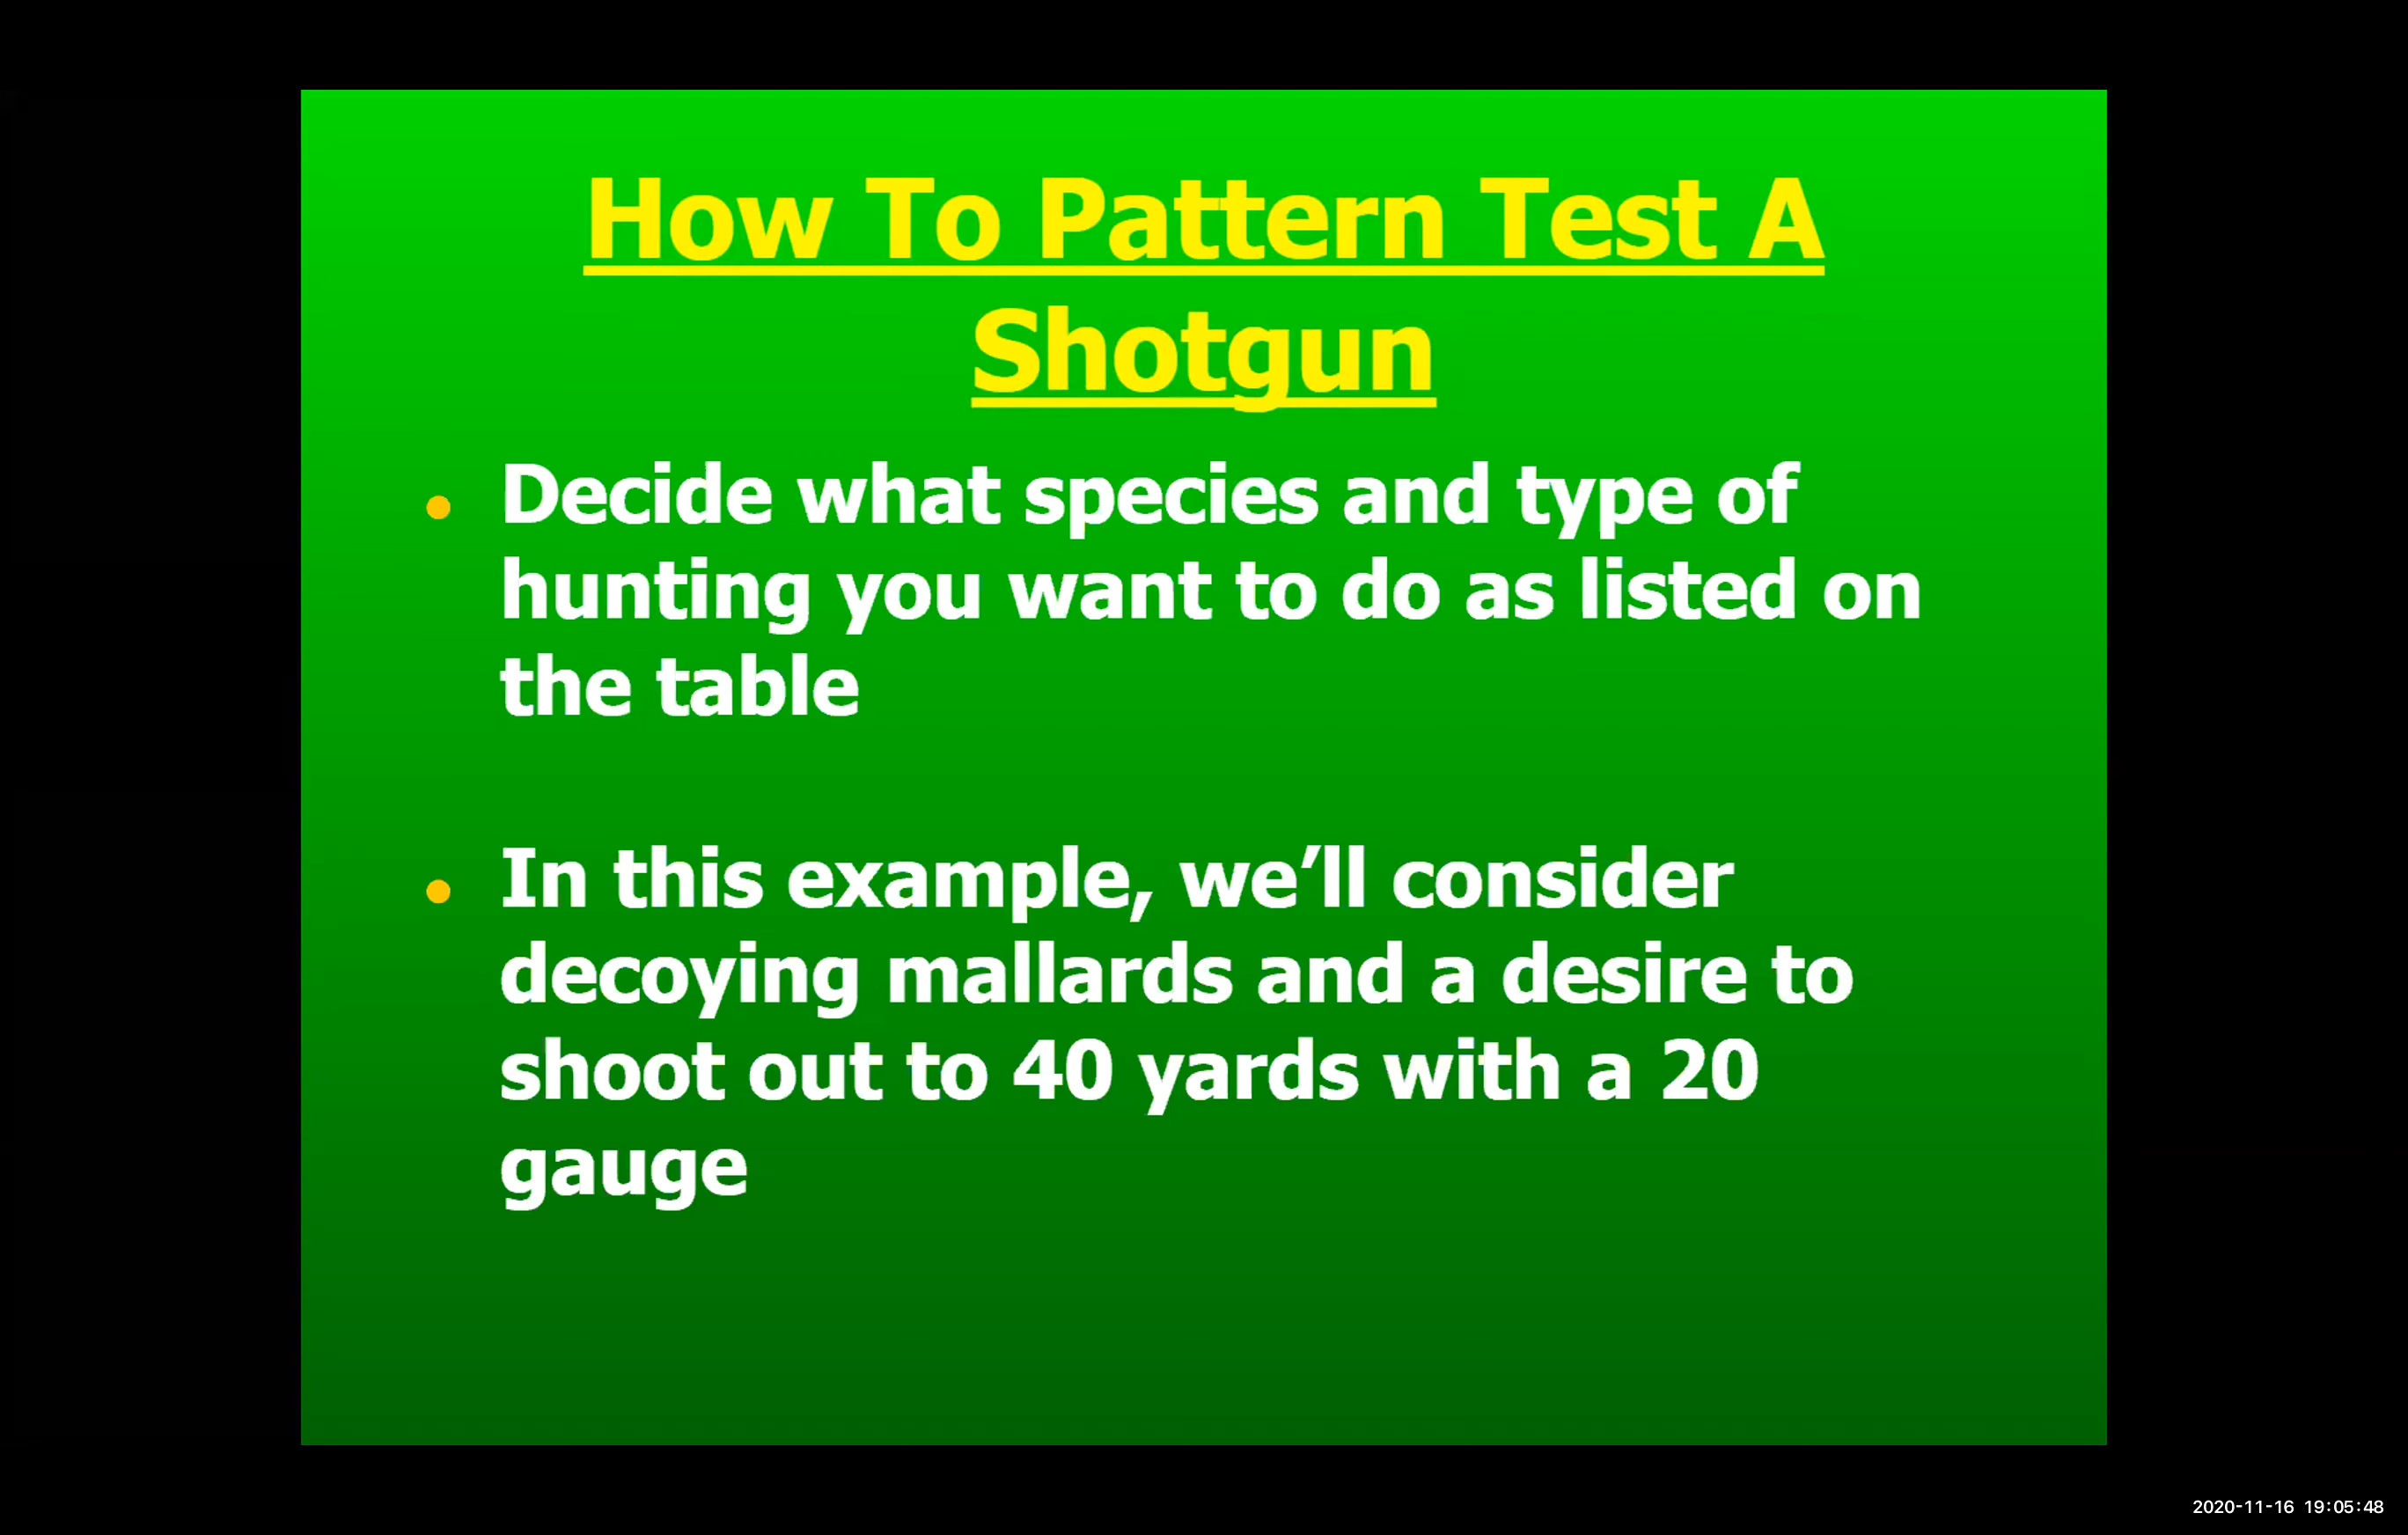 How To Pattern Test A
Shotgun
Decide what species and type of
hunting you want to do as listed on
the table
In this example, we’ll consider
decoying mallards and a desire to
shoot out to 40 yards with a 20
gauge
2020-11-16 19:05:48